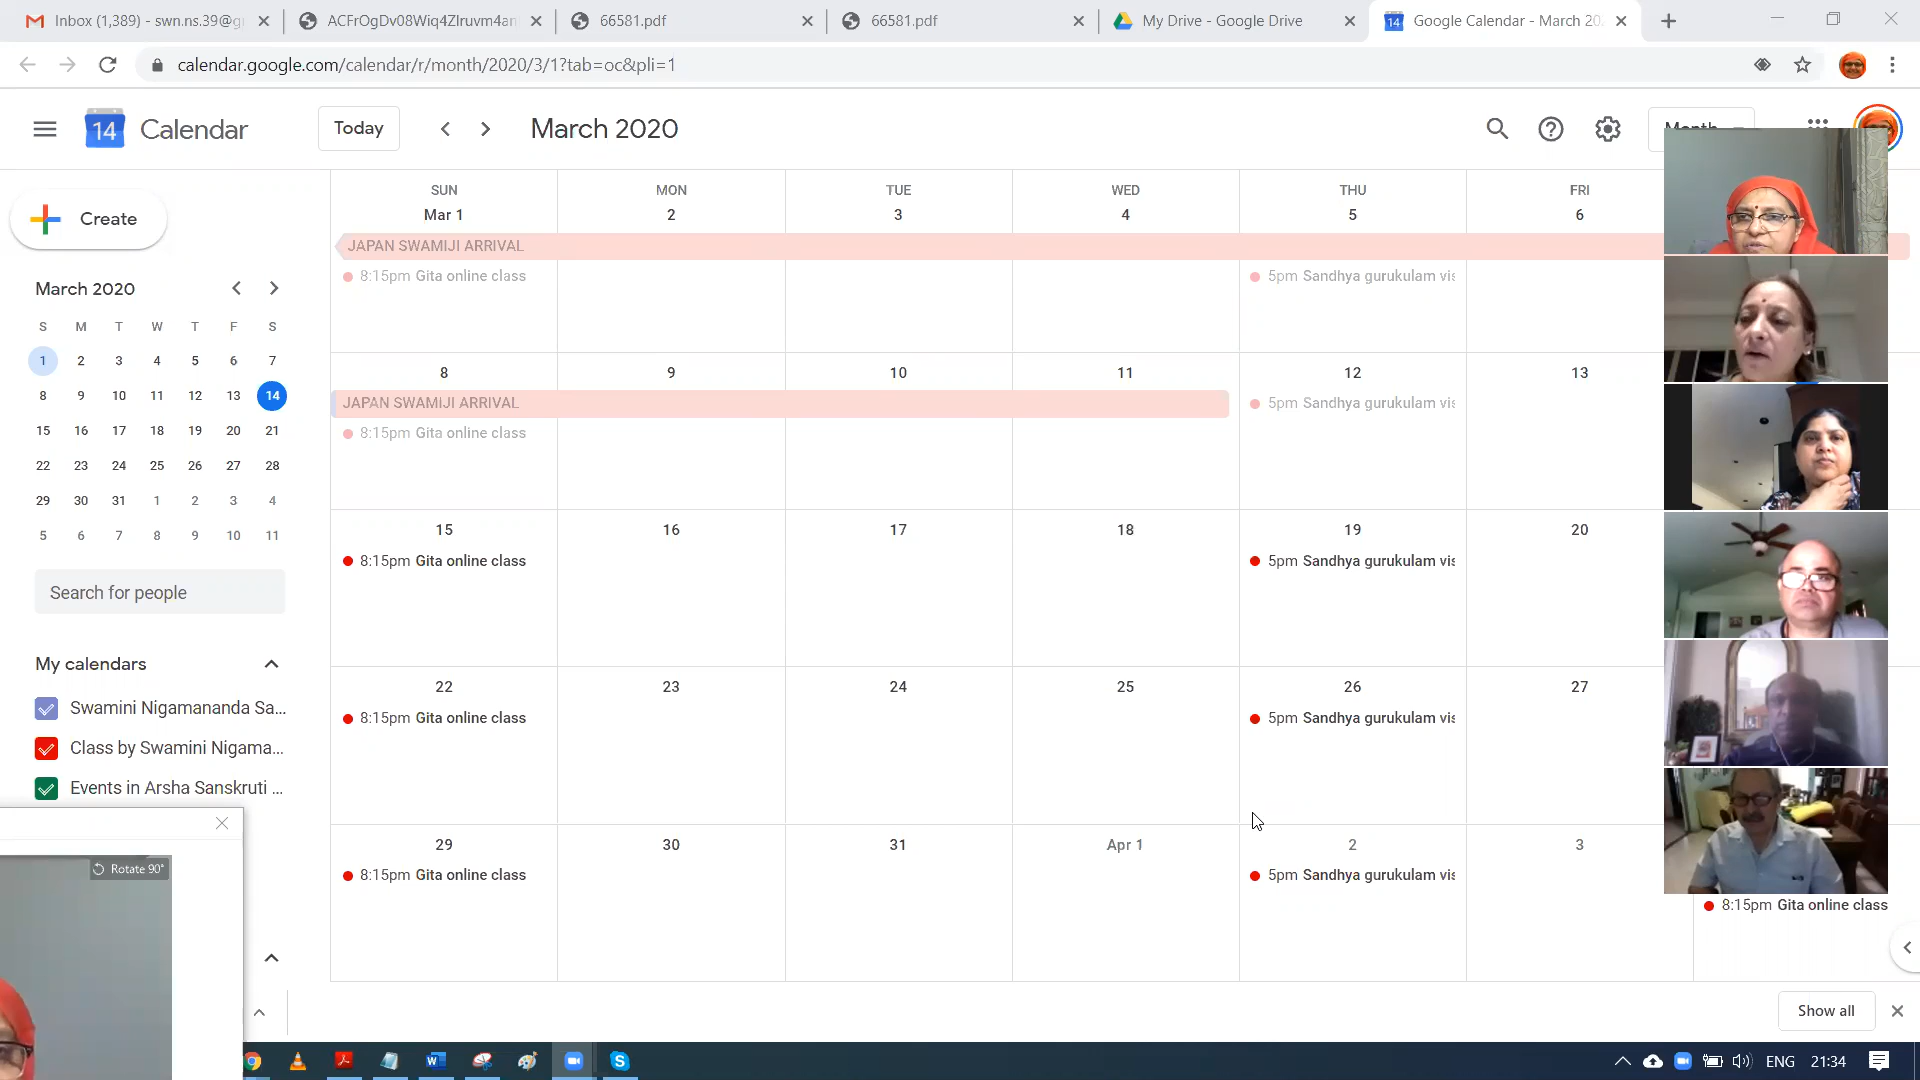 Inbox (1,389) - swn.ns.39@g
ACFrOgDv08Wiq4ZIruvm4an
66581.pdf
66581.pdf
My Drive - Google Drive
Google Calendar - March 20
calendar.google.com/calendar/r/month/2020/3/1?tab=oc&pli=1
14 Calendar
Today
March 2020
Month
Create
SUN MON TUE WED THU FRI
Mar 1 2 3 4 5 6
JAPAN SWAMIJI ARRIVAL
8:15pm Gita online class
5pm Sandhya gurukulam vis
8 9 10 11 12 13
JAPAN SWAMIJI ARRIVAL
5pm Sandhya gurukulam vis
8:15pm Gita online class
15 16 17 18 19 20
8:15pm Gita online class
5pm Sandhya gurukulam vis
22 23 24 25 26 27
8:15pm Gita online class
5pm Sandhya gurukulam vis
29 30 31 Apr 1 2 3
8:15pm Gita online class
5pm Sandhya gurukulam vis
8:15pm Gita online class
March 2020
S M T W T F S
1 2 3 4 5 6 7
8 9 10 11 12 13 14
15 16 17 18 19 20 21
22 23 24 25 26 27 28
29 30 31 1 2 3 4
5 6 7 8 9 10 11
Search for people
My calendars
Swamini Nigamananda Sa...
Class by Swamini Nigama...
Events in Arsha Sanskruti ...
Rotate 90°
Show all
ENG 21:34